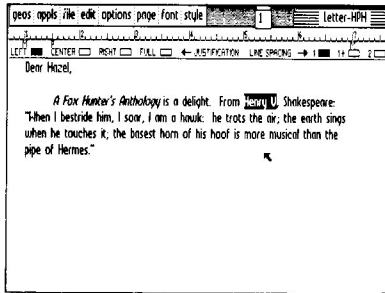 geos appls file edit options page font style 1 Letter-HPH
LEFT CENTER RIGHT FULL ← JUSTIFICATION LINE SPACING → 1 1+ 2
Dear Hazel,
A Fox Hunter's Anthology is a delight. From Henry V, Shakespeare:
"When I bestride him, I soar, I am a hawk: he trots the air; the earth sings
when he touches it; the basest horn of his hoof is more musical than the
pipe of Hermes."